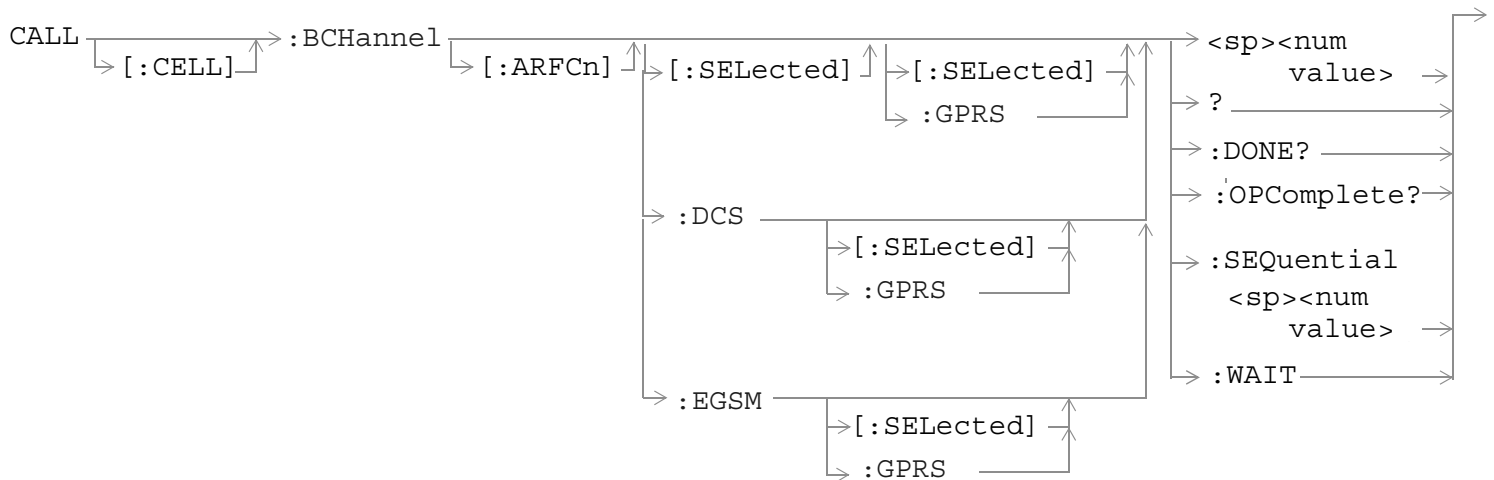 CALL
[:CELL]
:BCHannel
[:ARFCn]
[:SELected]
[:SELected]
:GPRS
:DCS
[:SELected]
:GPRS
:EGSM
[:SELected]
:GPRS
<sp><num
value>
?
:DONE?
:OPComplete?
:SEQuential
<sp><num
value>
:WAIT